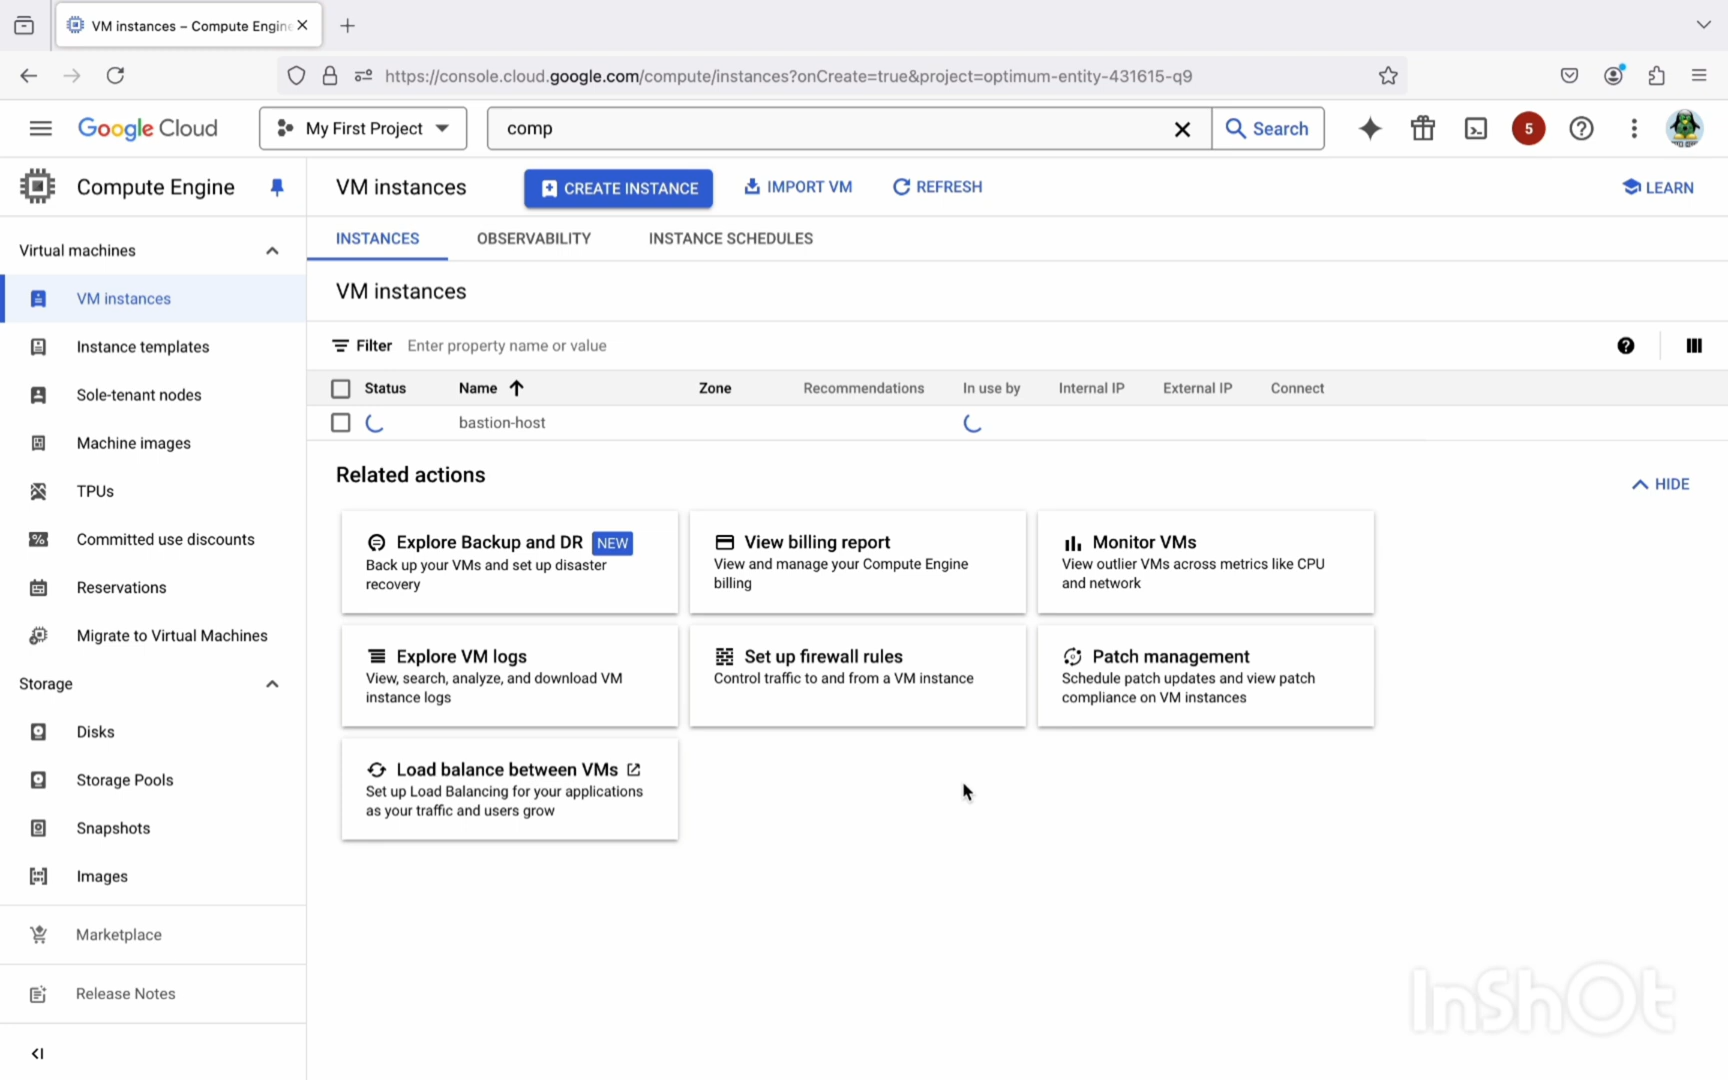 VM instances – Compute Engine
https://console.cloud.google.com/compute/instances?onCreate=true&project=optimum-entity-431615-q9
Google Cloud
My First Project
comp
Search
5
Compute Engine
VM instances
CREATE INSTANCE
IMPORT VM
REFRESH
LEARN
Virtual machines
VM instances
Instance templates
Sole-tenant nodes
Machine images
TPUs
Committed use discounts
Reservations
Migrate to Virtual Machines
Storage
Disks
Storage Pools
Snapshots
Images
Marketplace
Release Notes
INSTANCES
OBSERVABILITY
INSTANCE SCHEDULES
VM instances
Filter Enter property name or value
Status Name Zone Recommendations In use by Internal IP External IP Connect
bastion-host
Related actions
HIDE
Explore Backup and DR NEW
Back up your VMs and set up disaster
recovery
View billing report
View and manage your Compute Engine
billing
Monitor VMs
View outlier VMs across metrics like CPU
and network
Explore VM logs
View, search, analyze, and download VM
instance logs
Set up firewall rules
Control traffic to and from a VM instance
Patch management
Schedule patch updates and view patch
compliance on VM instances
Load balance between VMs
Set up Load Balancing for your applications
as your traffic and users grow
InShOt